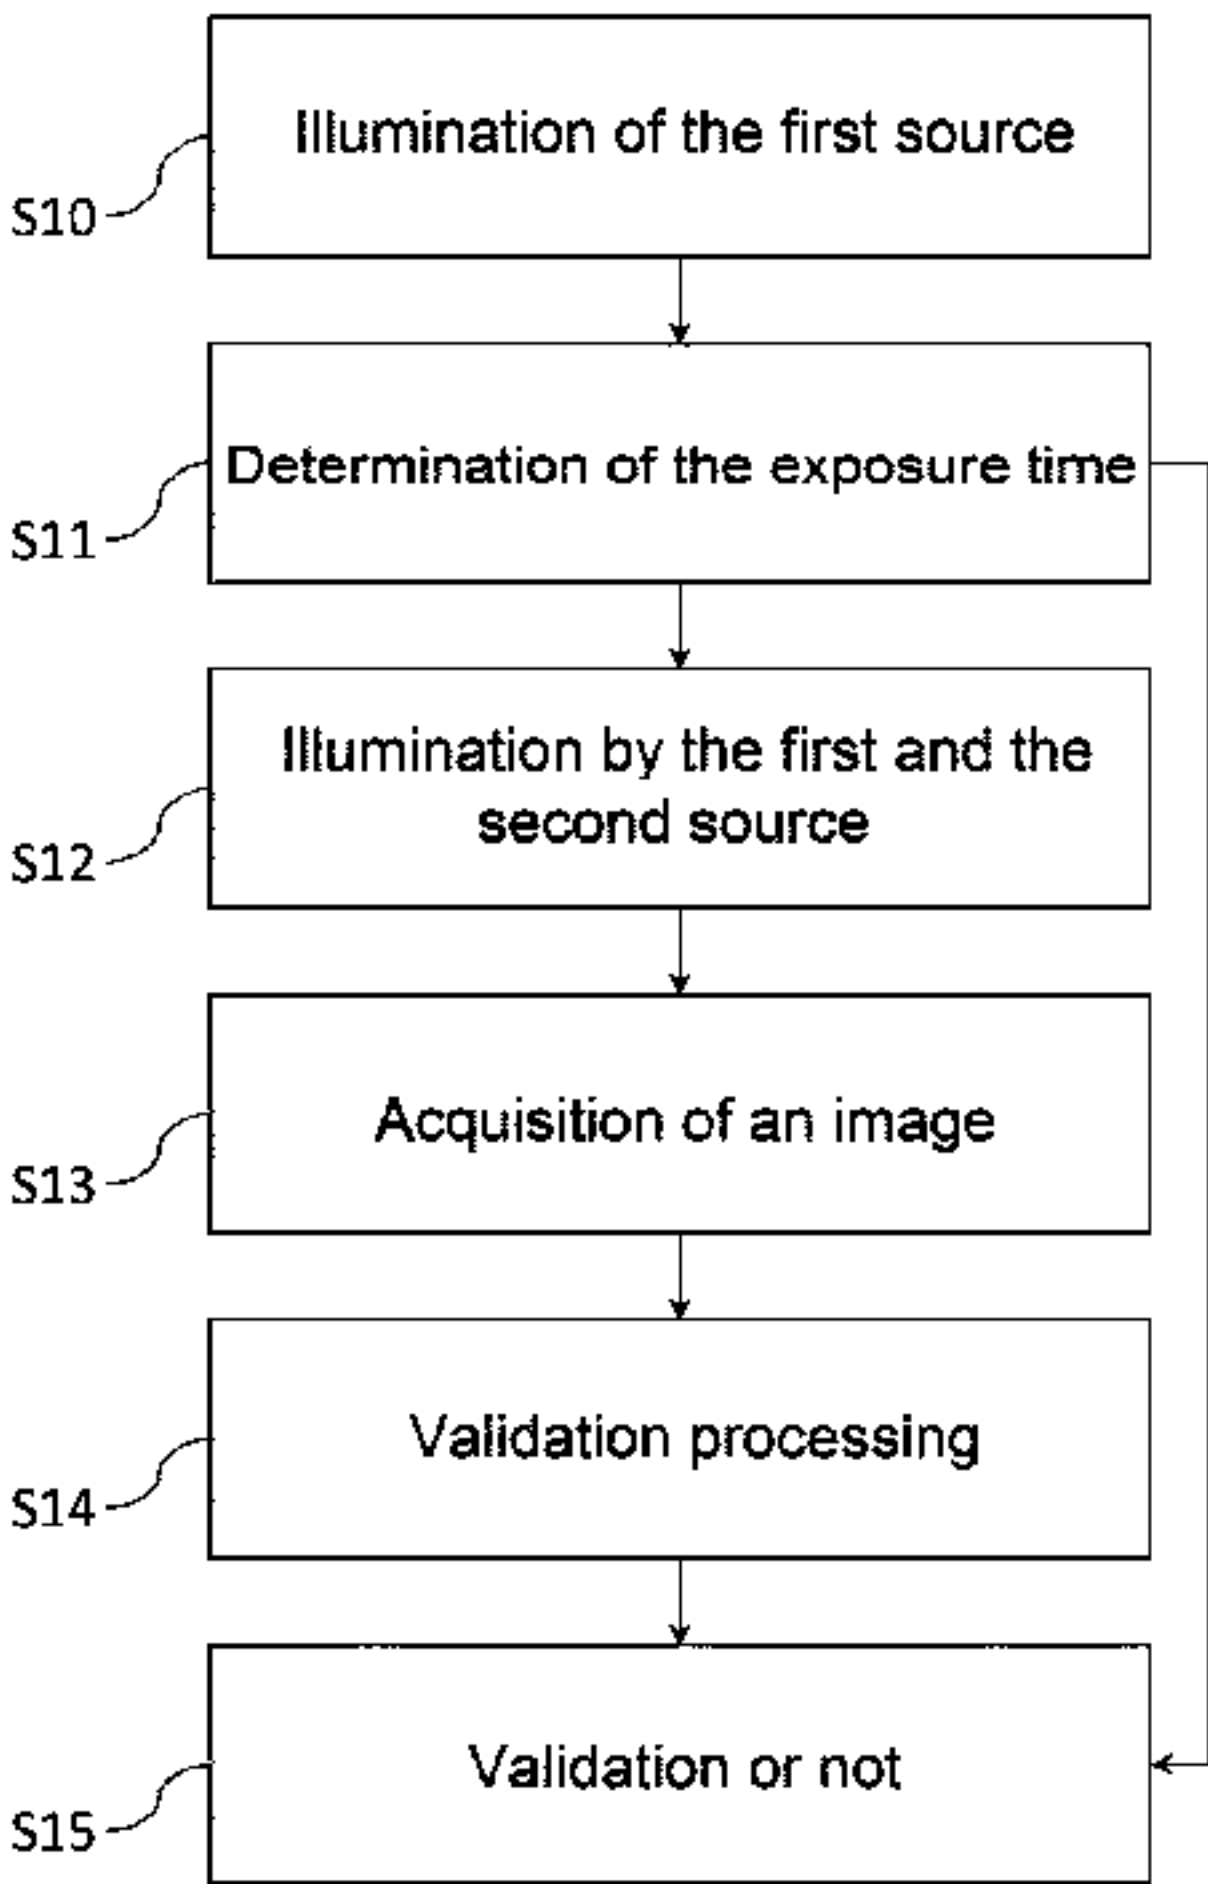 Illumination of the first source
S10
Determination of the exposure time
S11
Illumination by the first and the
second source
S12
Acquisition of an image
S13
Validation processing
S14
Validation or not
S15